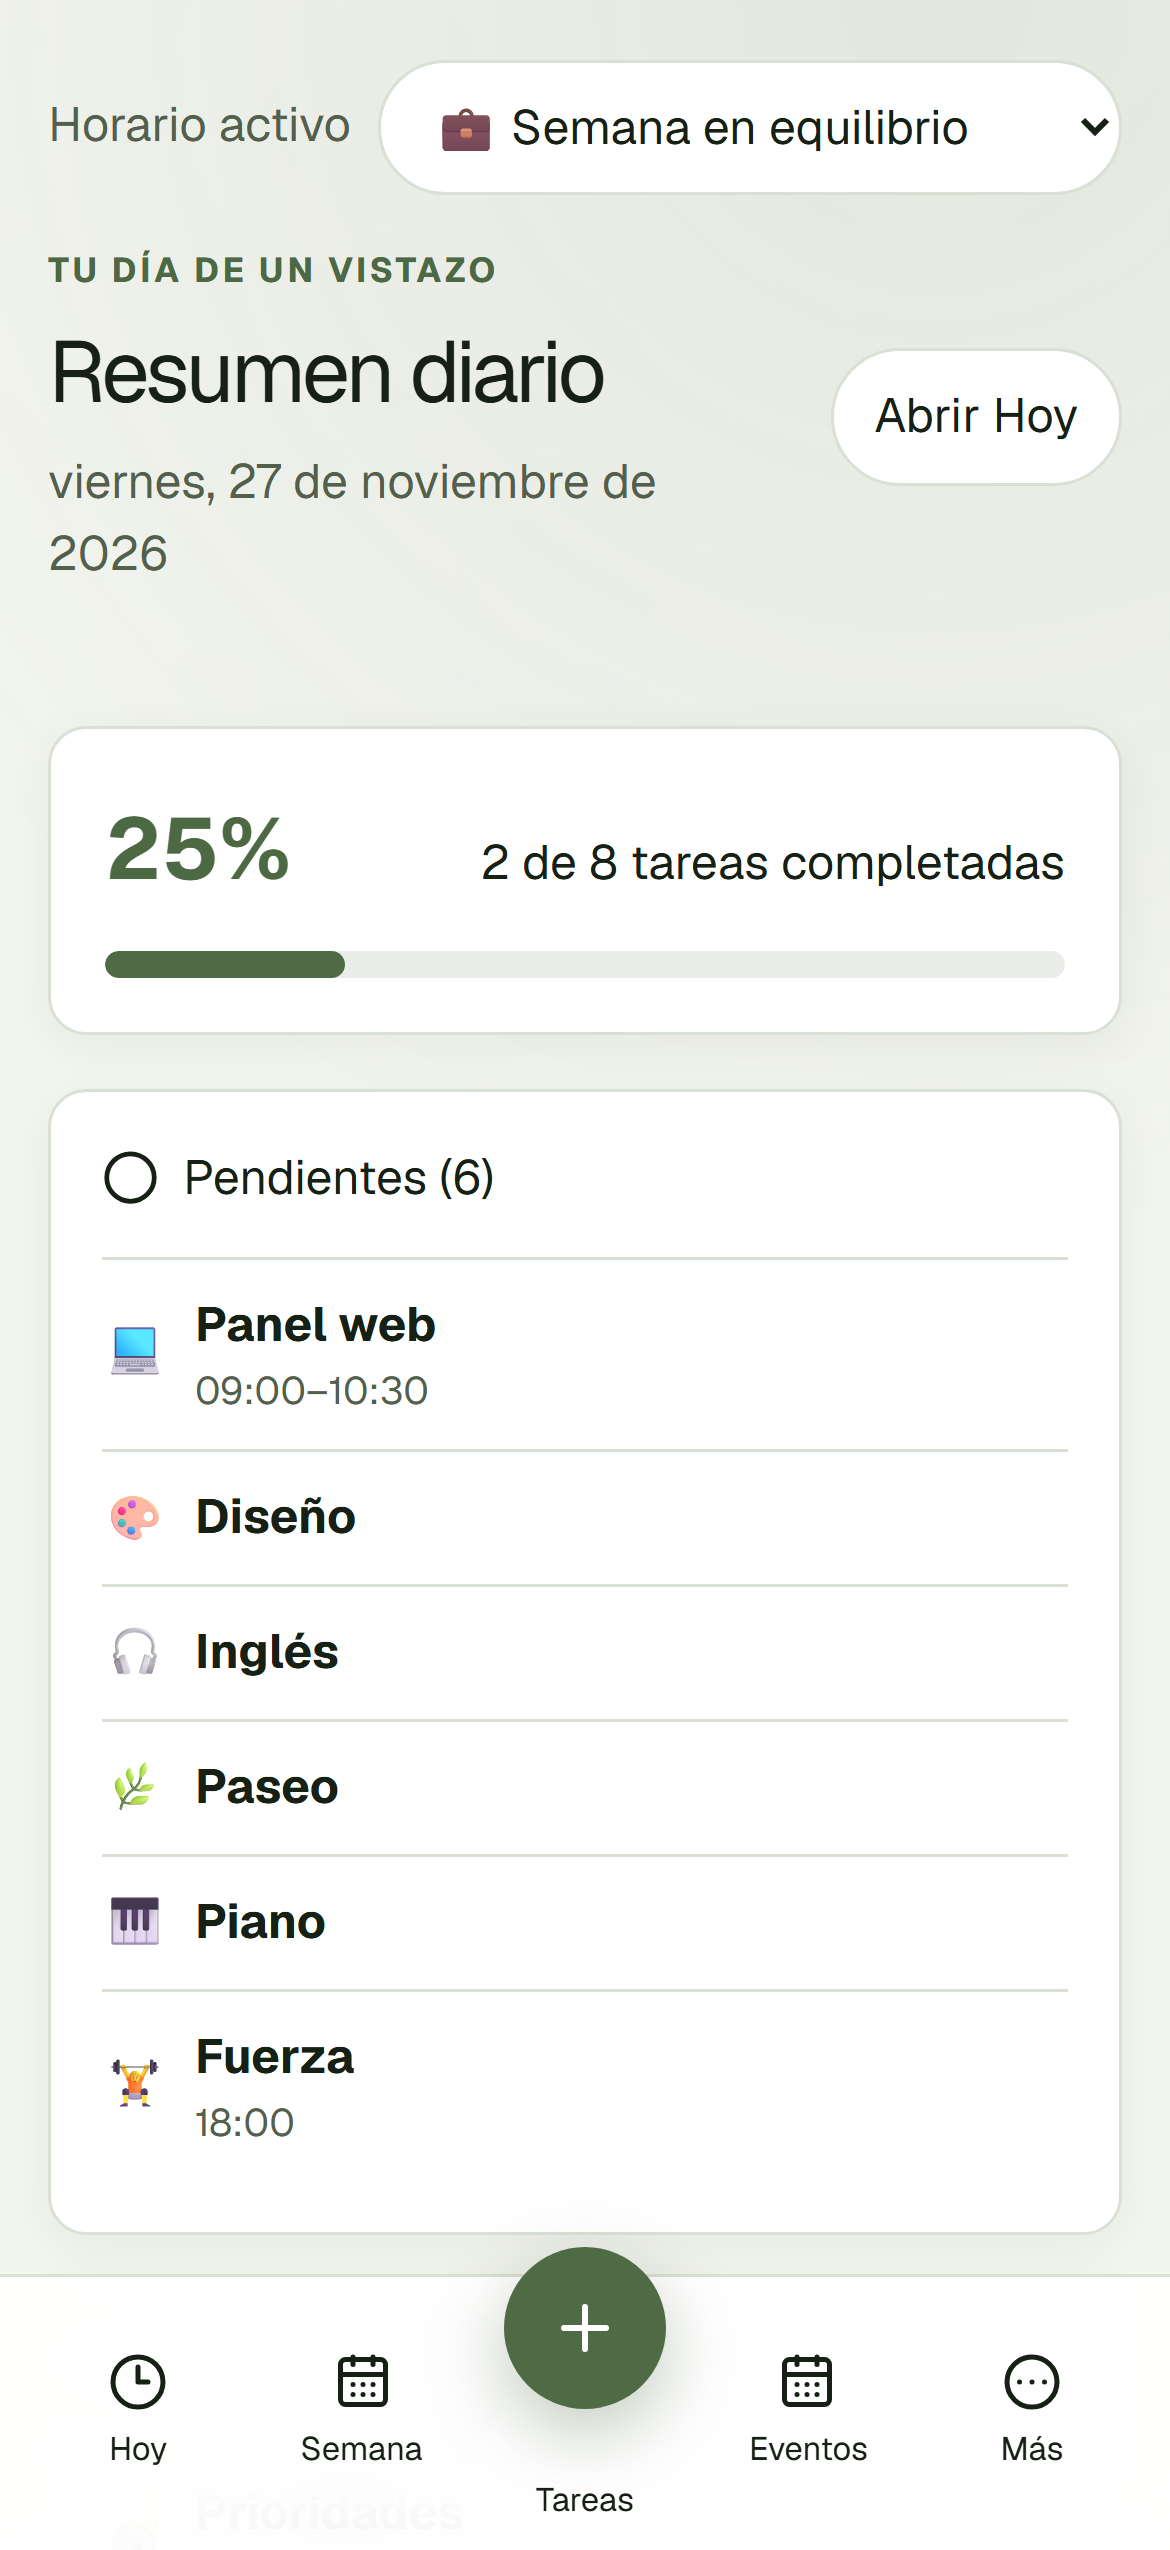 Horario activo
Semana en equilibrio
TU DÍA DE UN VISTAZO
Resumen diario
Abrir Hoy
viernes, 27 de noviembre de
2026
25%
2 de 8 tareas completadas
Pendientes (6)
Panel web
09:00–10:30
Diseño
Inglés
Paseo
Piano
Fuerza
18:00
Hoy
Semana
Tareas
Eventos
Más
Prioridades